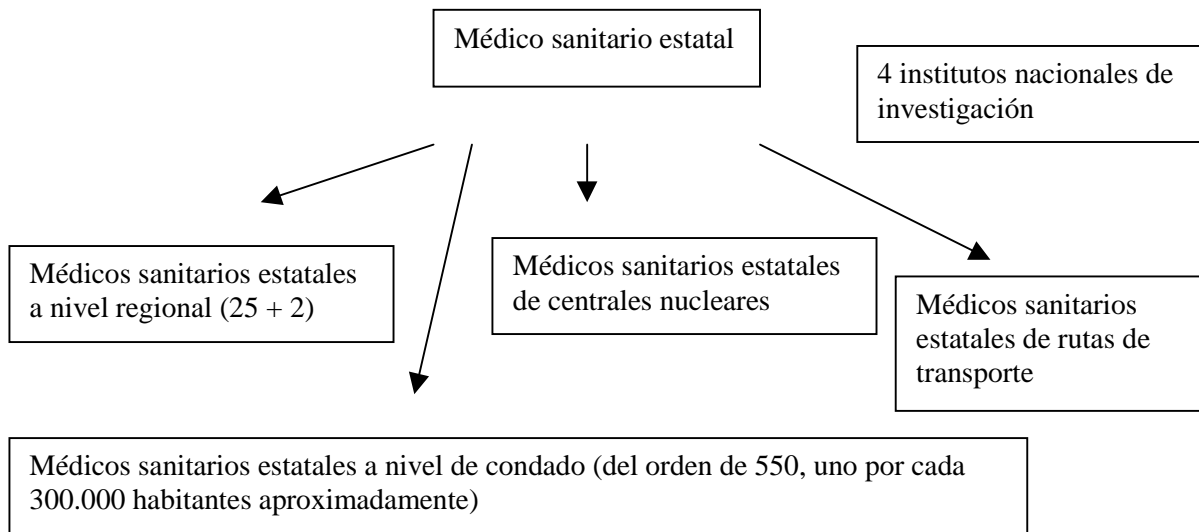 Médico sanitario estatal
4 institutos nacionales de
investigación
Médicos sanitarios estatales
a nivel regional (25 + 2)
Médicos sanitarios estatales
de centrales nucleares
Médicos sanitarios
estatales de rutas de
transporte
Médicos sanitarios estatales a nivel de condado (del orden de 550, uno por cada
300.000 habitantes aproximadamente)